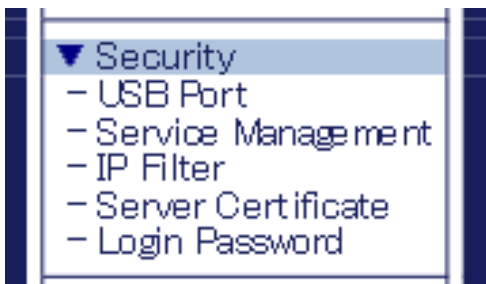 ▼ Security
– USB Port
– Service Management
– IP Filter
– Server Certificate
– Login Password